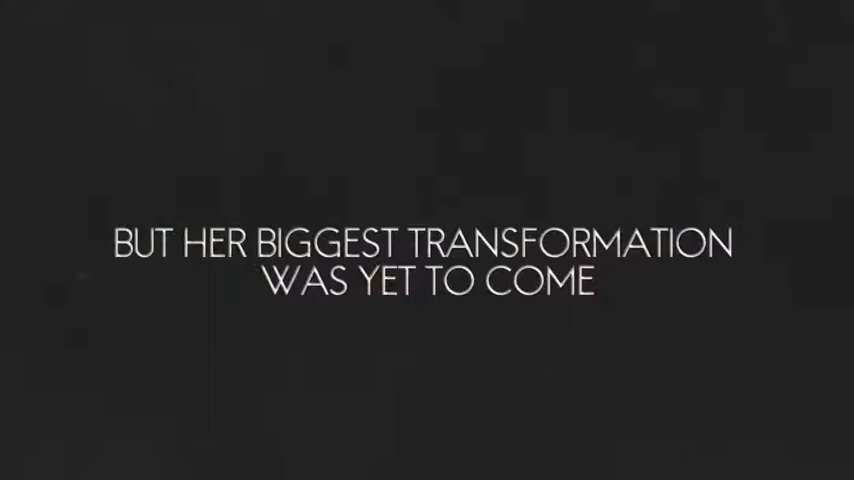 BUT HER BIGGEST TRANSFORMATION
WAS YET TO COME